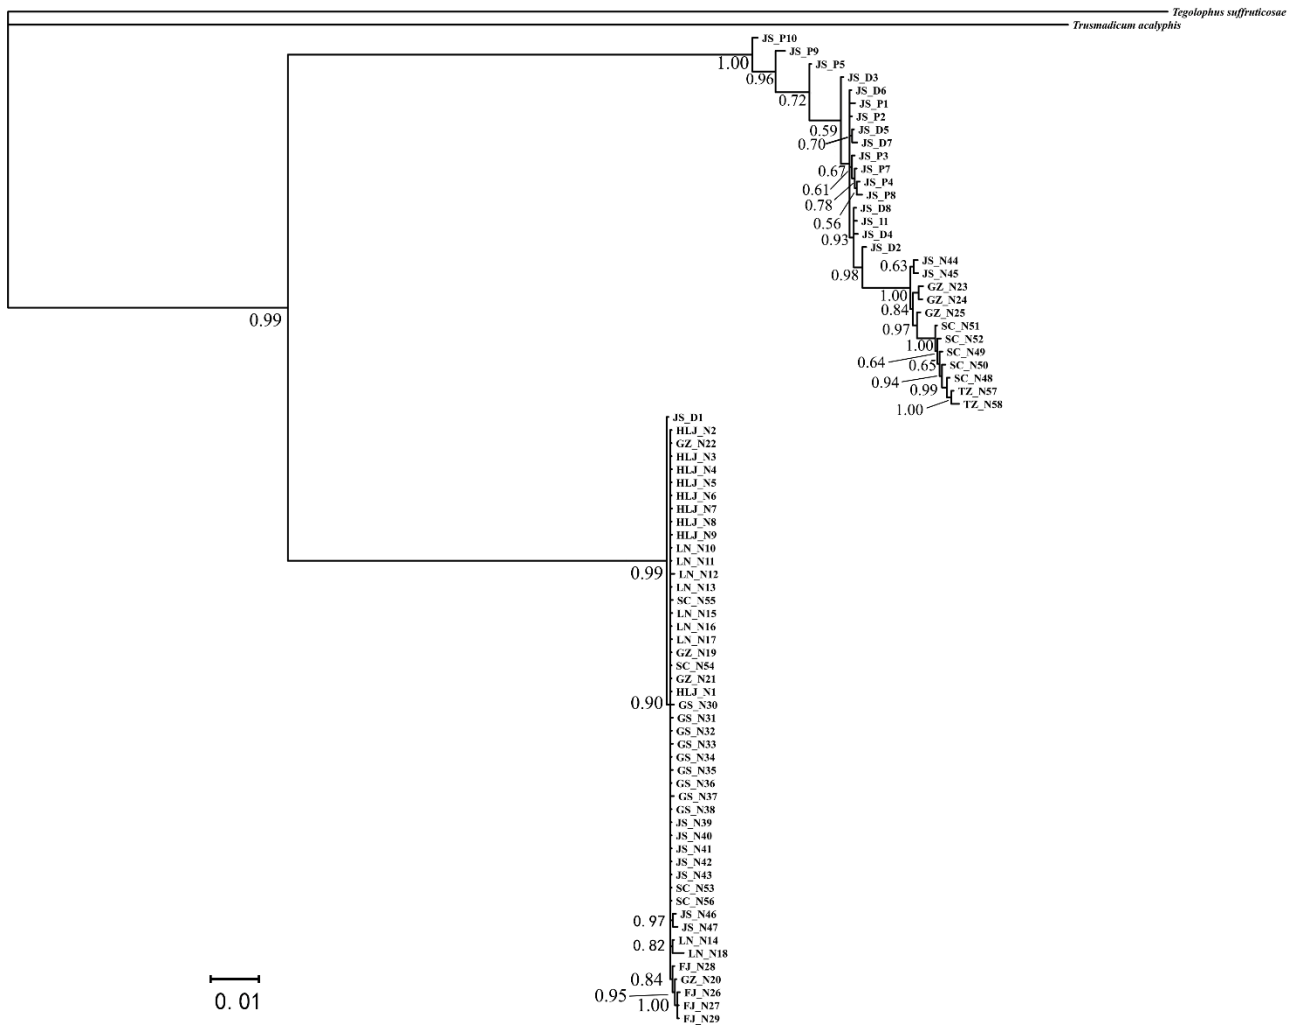 Tegolophus suffruticosae
Trusmadicum acalyphis
JS_P10
JS_P9
1.00
JS_P5
0.96
JS_D3
JS_D6
0.72
JS_P1
JS_P2
0.59
JS_D5
0.70
JS_D7
JS_P3
0.67
JS_P7
0.61
JS_P4
JS_P8
0.78
JS_D8
0.56
JS_11
JS_D4
0.93
JS_D2
JS_N44
0.63
JS_N45
0.98
GZ_N23
1.00
GZ_N24
0.84
GZ_N25
0.99
SC_N51
0.97
SC_N52
1.00
SC_N49
0.64
SC_N50
0.65
SC_N48
0.94
TZ_N57
0.99
TZ_N58
1.00
JS_D1
HLJ_N2
GZ_N22
HLJ_N3
HLJ_N4
HLJ_N5
HLJ_N6
HLJ_N7
HLJ_N8
HLJ_N9
LN_N10
LN_N11
0.99
LN_N12
LN_N13
SC_N55
LN_N15
LN_N16
LN_N17
GZ_N19
SC_N54
GZ_N21
HLJ_N1
0.90
GS_N30
GS_N31
GS_N32
GS_N33
GS_N34
GS_N35
GS_N36
GS_N37
GS_N38
JS_N39
JS_N40
JS_N41
JS_N42
JS_N43
SC_N53
SC_N56
JS_N46
0.97
JS_N47
LN_N14
0.82
LN_N18
FJ_N28
0.84
GZ_N20
0.95
FJ_N26
1.00
FJ_N27
FJ_N29
0.01